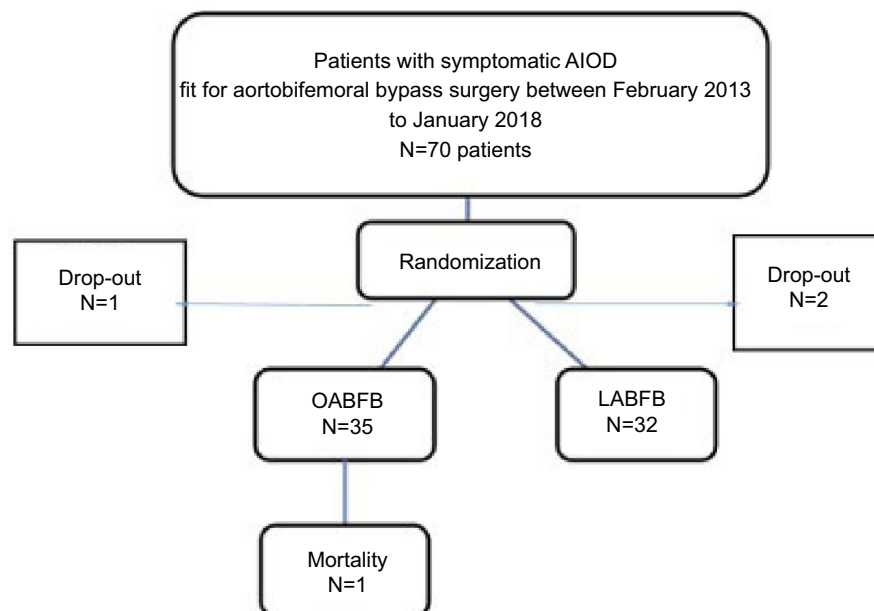 Patients with symptomatic AIOD
fit for aortobifemoral bypass surgery between February 2013
to January 2018
N=70 patients
Randomization
Drop-out
N=1
Drop-out
N=2
OABFB
N=35
LABFB
N=32
Mortality
N=1